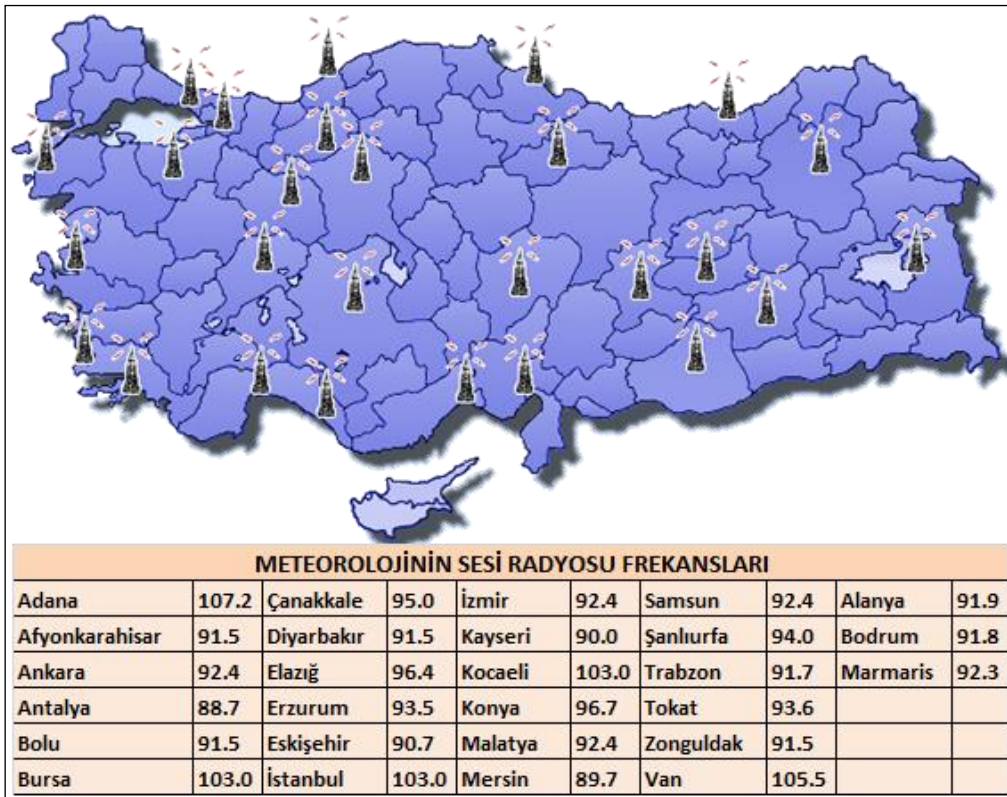 METEOROLOJİNİN SESİ RADYOSU FREKANSLARI
Adana 107.2 Çanakkale 95.0 İzmir 92.4 Samsun 92.4 Alanya 91.9
Afyonkarahisar 91.5 Diyarbakır 91.5 Kayseri 90.0 Şanlıurfa 94.0 Bodrum 91.8
Ankara 92.4 Elazığ 96.4 Kocaeli 103.0 Trabzon 91.7 Marmaris 92.3
Antalya 88.7 Erzurum 93.5 Konya 96.7 Tokat 93.6
Bolu 91.5 Eskişehir 90.7 Malatya 92.4 Zonguldak 91.5
Bursa 103.0 İstanbul 103.0 Mersin 89.7 Van 105.5